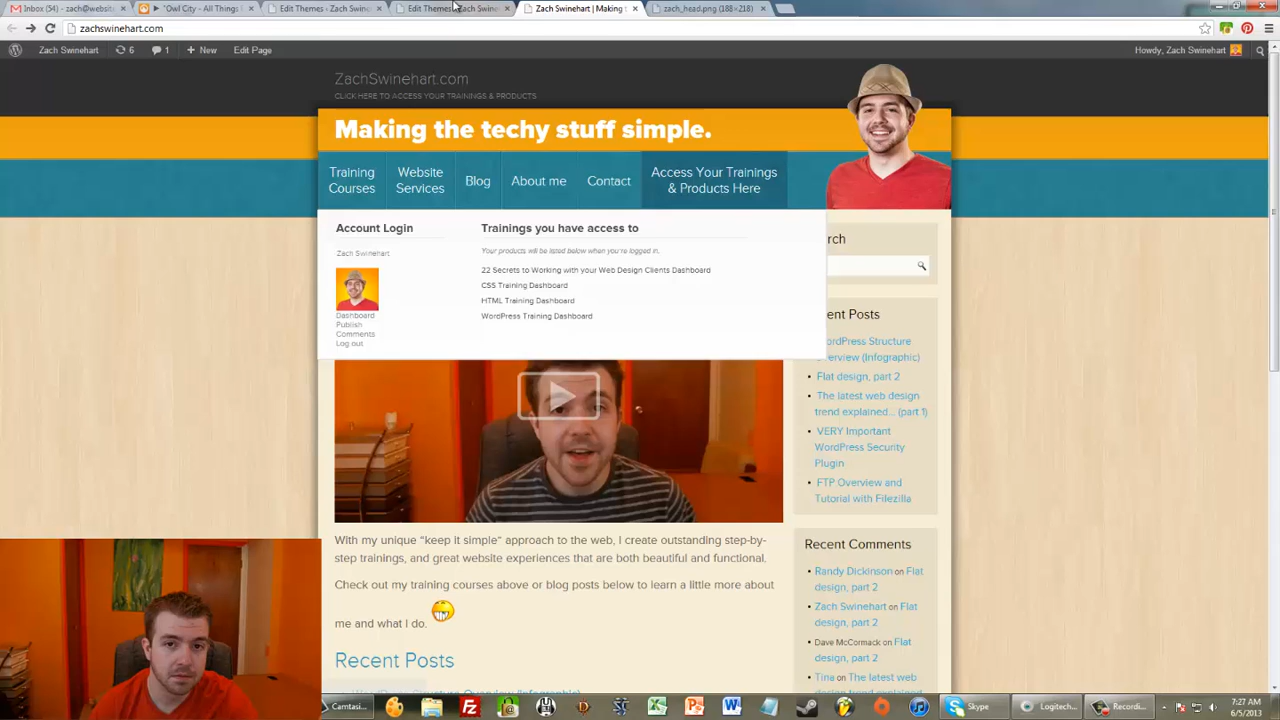 Inbox (54) - zach@website
"Owl City - All Things
Edit Themes ‹ Zach Swine
Edit Themes ‹ Zach Swine
Zach Swinehart | Making t
zach_head.png (188×218)
zachswinehart.com
Zach Swinehart
6
1
+ New
Edit Page
Howdy, Zach Swinehart
ZachSwinehart.com
CLICK HERE TO ACCESS YOUR TRAININGS & PRODUCTS
Making the techy stuff simple.
Training
Courses
Website
Services
Blog
About me
Contact
Access Your Trainings
& Products Here
Account Login
Zach Swinehart
Dashboard
Publish
Comments
Log out
Trainings you have access to
Your products will be listed below when you're logged in.
22 Secrets to Working with your Web Design Clients Dashboard
CSS Training Dashboard
HTML Training Dashboard
WordPress Training Dashboard
rch
ent Posts
ordPress Structure
verview (Infographic)
Flat design, part 2
The latest web design
trend explained... (part 1)
VERY Important
WordPress Security
Plugin
FTP Overview and
Tutorial with Filezilla
With my unique "keep it simple" approach to the web, I create outstanding step-by-
step trainings, and great website experiences that are both beautiful and functional.
Check out my training courses above or blog posts below to learn a little more about
me and what I do.
Recent Posts
WordPress Structure Overview (Infographic)
Recent Comments
Randy Dickinson on Flat
design, part 2
Zach Swinehart on Flat
design, part 2
Dave McCormack on Flat
design, part 2
Tina on The latest web
design trend explained
Camtasi...
Skype
Logitech...
Recordi...
7:27 AM
6/5/2013